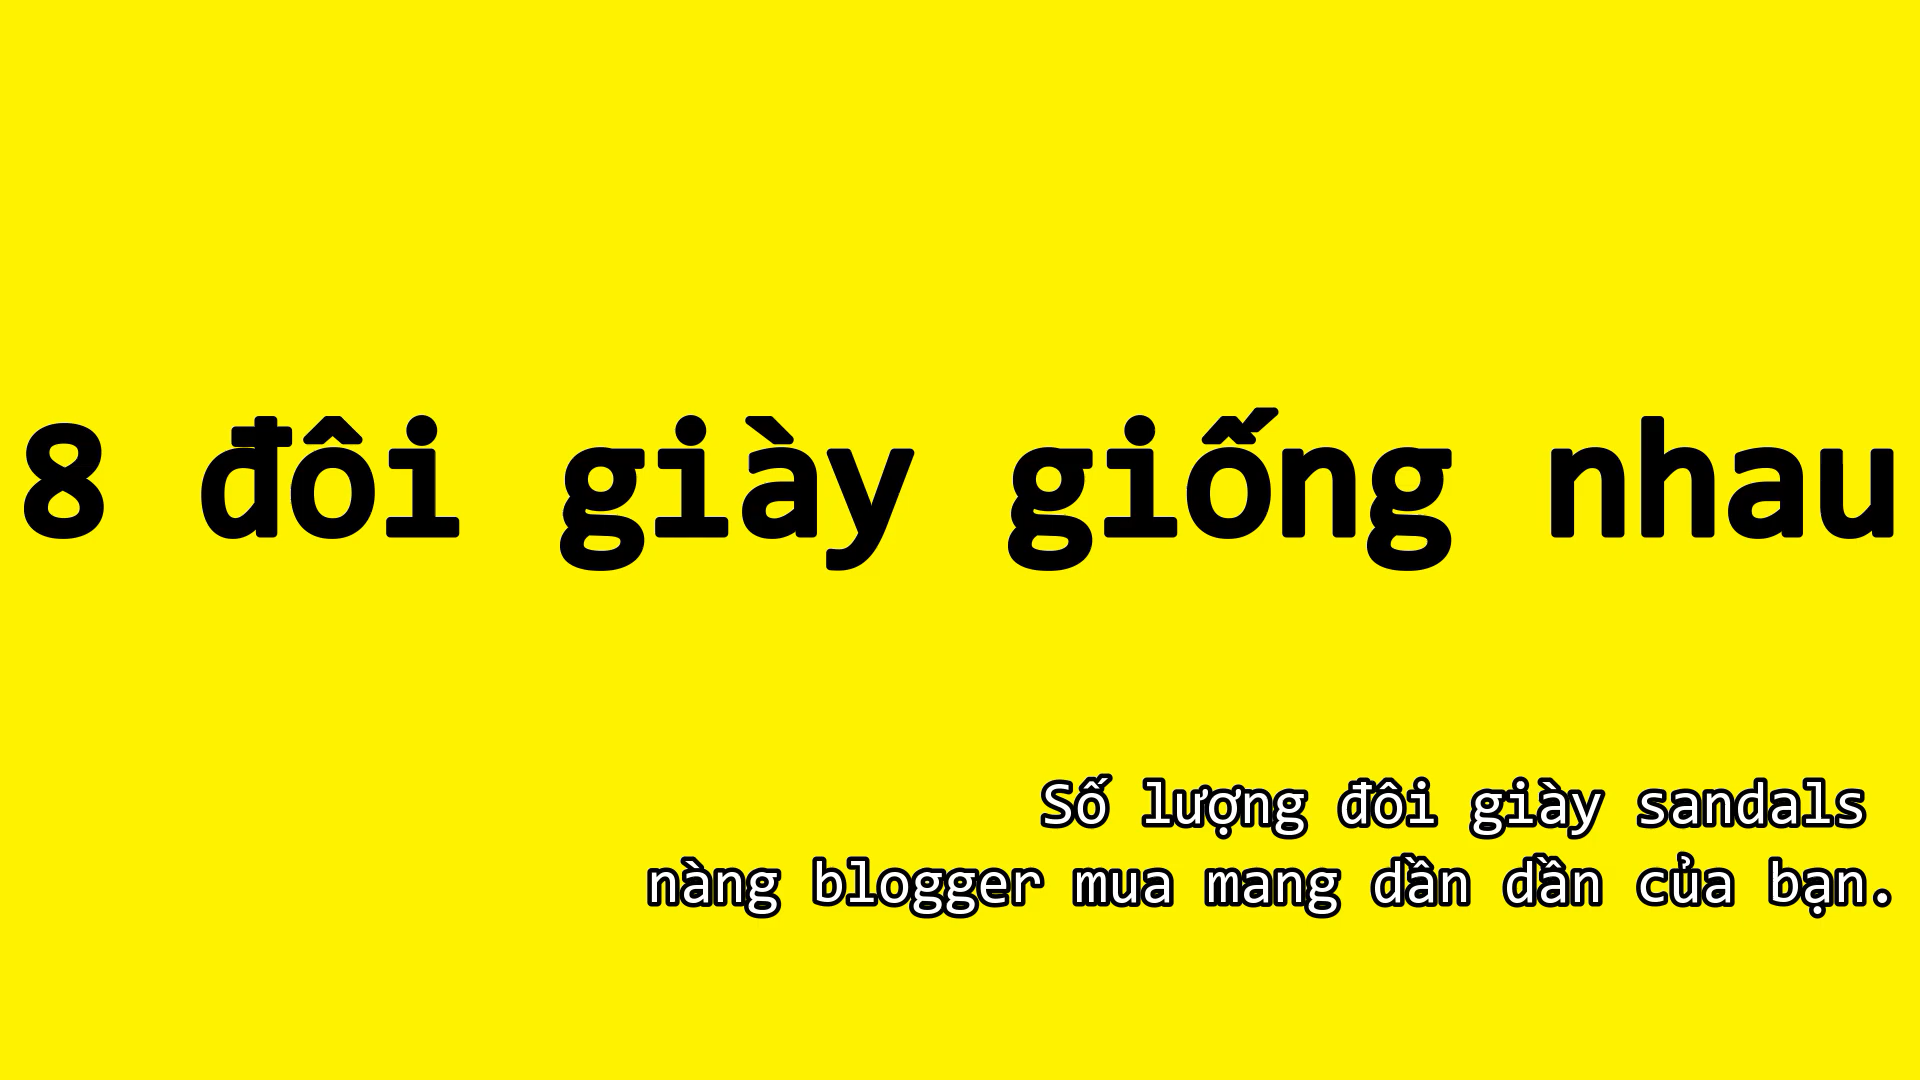 8 đôi giày giống nhau
Số lượng đôi giày sandals
nàng blogger mua mang dần dần của bạn.